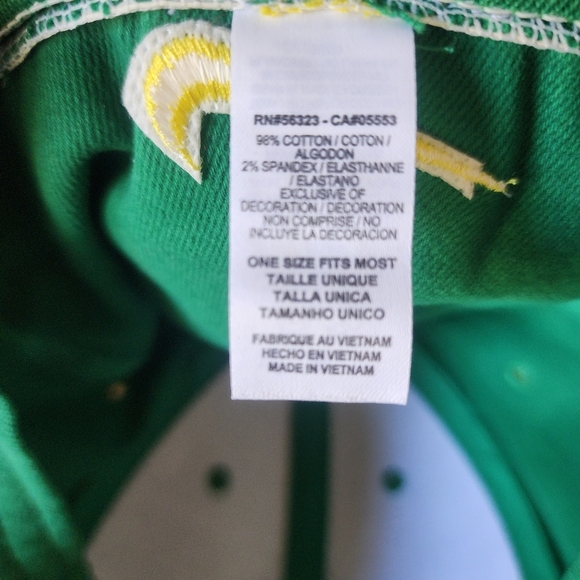 RN#56323 - CA#05553
98% COTTON / COTON /
ALGODON
2% SPANDEX / ELASTHANNE
/ ELASTANO
EXCLUSIVE OF
DECORATION / DECORATION
NON COMPRISE / NO
INCLUYE LA DECORACION
ONE SIZE FITS MOST
TAILLE UNIQUE
TALLA UNICA
TAMANHO UNICO
FABRIQUE AU VIETNAM
HECHO EN VIETNAM
MADE IN VIETNAM